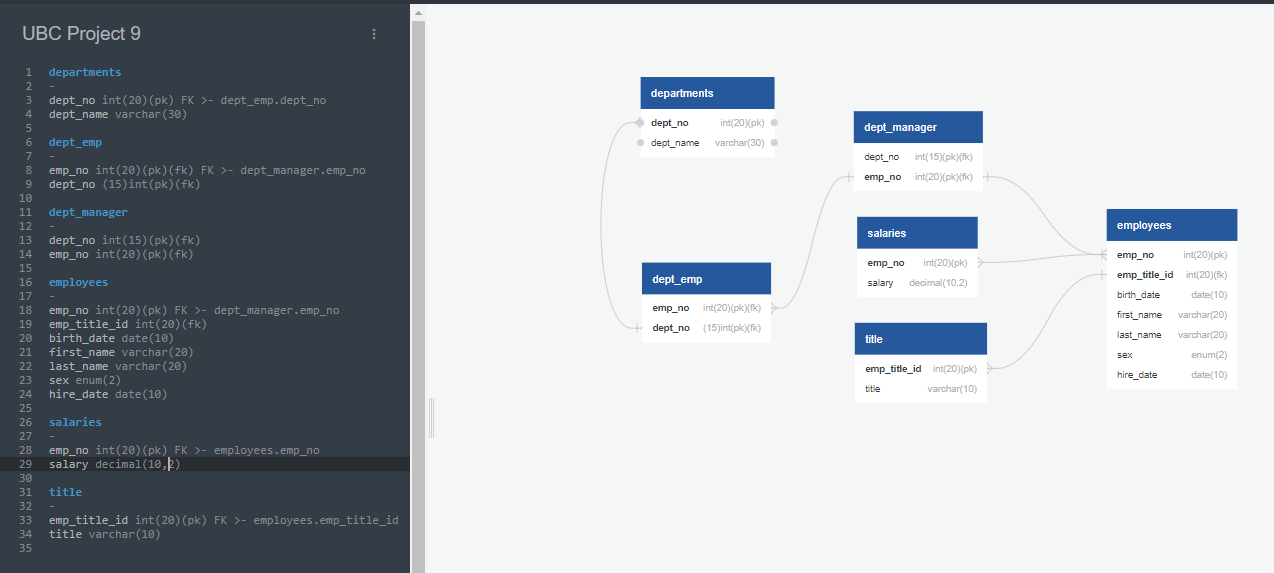 UBC Project 9
1 departments
2 -
3 dept_no int(20)(pk) FK >- dept_emp.dept_no
4 dept_name varchar(30)
5
6 dept_emp
7 -
8 emp_no int(20)(pk)(fk) FK >- dept_manager.emp_no
9 dept_no (15)int(pk)(fk)
10
11 dept_manager
12 -
13 dept_no int(15)(pk)(fk)
14 emp_no int(20)(pk)(fk)
15
16 employees
17 -
18 emp_no int(20)(pk) FK >- dept_manager.emp_no
19 emp_title_id int(20)(fk)
20 birth_date date(10)
21 first_name varchar(20)
22 last_name varchar(20)
23 sex enum(2)
24 hire_date date(10)
25
26 salaries
27 -
28 emp_no int(20)(pk) FK >- employees.emp_no
29 salary decimal(10,2)
30
31 title
32 -
33 emp_title_id int(20)(pk) FK >- employees.emp_title_id
34 title varchar(10)
35
departments
dept_no int(20)(pk)
dept_name varchar(30)
dept_emp
emp_no int(20)(pk)(fk)
dept_no (15)int(pk)(fk)
dept_manager
dept_no int(15)(pk)(fk)
emp_no int(20)(pk)(fk)
salaries
emp_no int(20)(pk)
salary decimal(10,2)
title
emp_title_id int(20)(pk)
title varchar(10)
employees
emp_no int(20)(pk)
emp_title_id int(20)(fk)
birth_date date(10)
first_name varchar(20)
last_name varchar(20)
sex enum(2)
hire_date date(10)